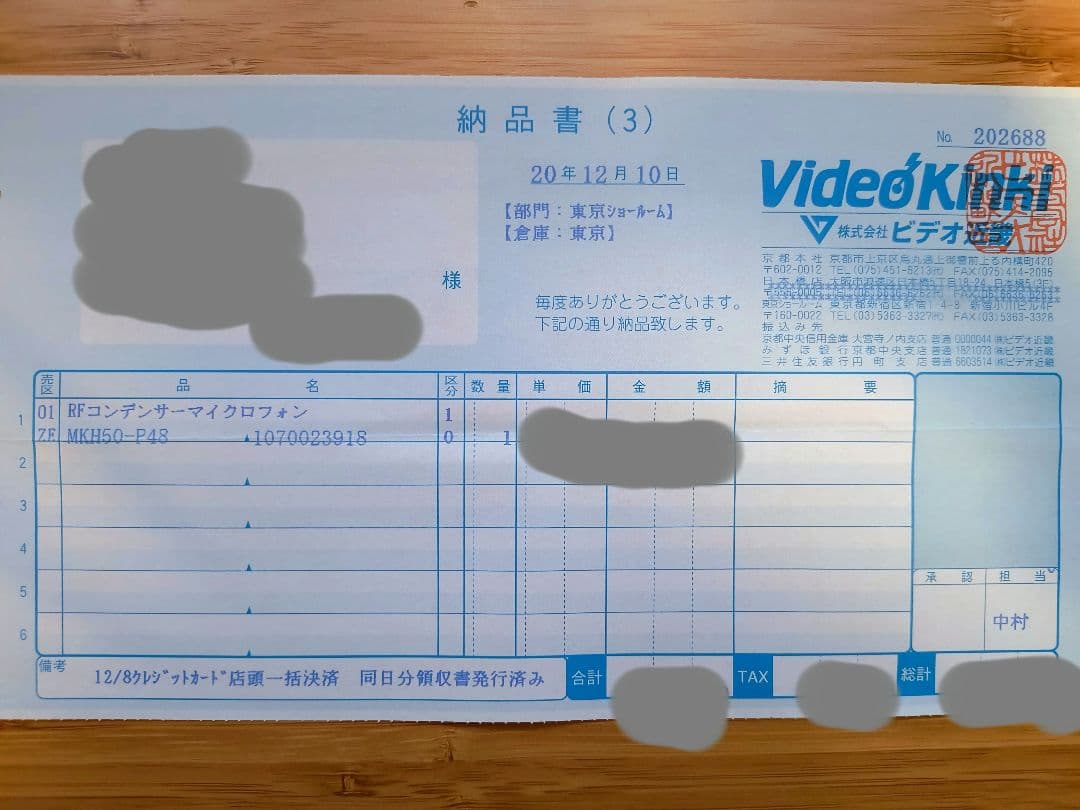 納品書(3)
No. 202688
20年12月10日
VideoKinki
株式会社 ビデオ近畿
【部門：東京ｼｮｰﾙｰﾑ】
【倉庫：東京】
様
毎度ありがとうございます。
下記の通り納品致します。
京都本社 京都市上京区烏丸通上御霊前上る内構町420
〒602-0012 TEL(075)451-6213㈹ FAX(075)414-2095
東京ショールーム 東京都新宿区新宿1-4-8 新宿小川ビル4F
〒160-0022 TEL(03)5363-3327㈹ FAX(03)5363-3328
振込み先
京都中央信用金庫 大宮寺ノ内支店 普通 0000044 ㈱ビデオ近畿
みずほ銀行京都中央支店 普通 1821073 ㈱ビデオ近畿
三井住友銀行円町支店 普通 6603514 ㈱ビデオ近畿
売区 品名 区分 数量 単価 金額 摘要
1 01 RFコンデンサーマイクロフォン 1
ZE MKH50-P48 1070023918 0 1
2
3
4
5
6
承認 担当
中村
備考 12/8ｸﾚｼﾞｯﾄｶｰﾄﾞ店頭一括決済 同日分領収書発行済み 合計 TAX 総計